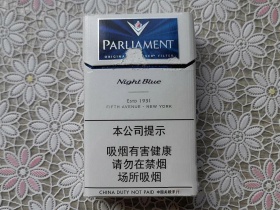 PARLIAMENT
Night Blue
Estd 1931
FIFTH AVENUE • NEW YORK
本公司提示
吸烟有害健康
请勿在禁烟
场所吸烟
CHINA DUTY NOT PAID